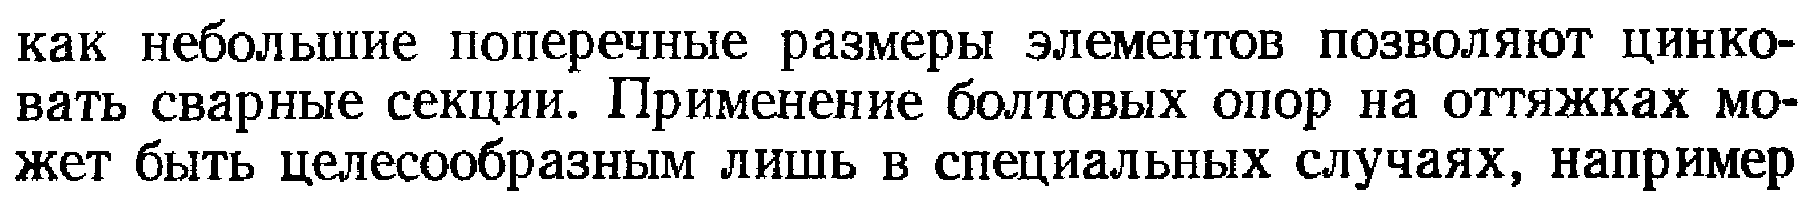 как небольшие поперечные размеры элементов позволяют цинко-
вать сварные секции. Применение болтовых опор на оттяжках мо-
жет быть целесообразным лишь в специальных случаях, например